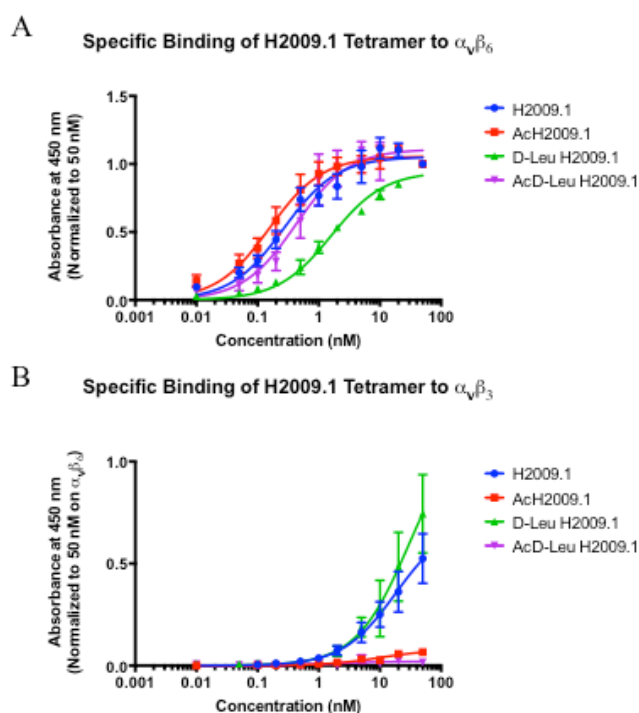 A
Specific Binding of H2009.1 Tetramer to αvβ6
Absorbance at 450 nm
(Normalized to 50 nM)
1.5
1.0
0.5
0.0
0.001 0.01 0.1 1 10 100
Concentration (nM)
H2009.1
AcH2009.1
D-Leu H2009.1
AcD-Leu H2009.1
B
Specific Binding of H2009.1 Tetramer to αvβ3
Absorbance at 450 nm
(Normalized to 50 nM on αvβ6)
1.0
0.5
0.0
0.001 0.01 0.1 1 10 100
Concentration (nM)
H2009.1
AcH2009.1
D-Leu H2009.1
AcD-Leu H2009.1